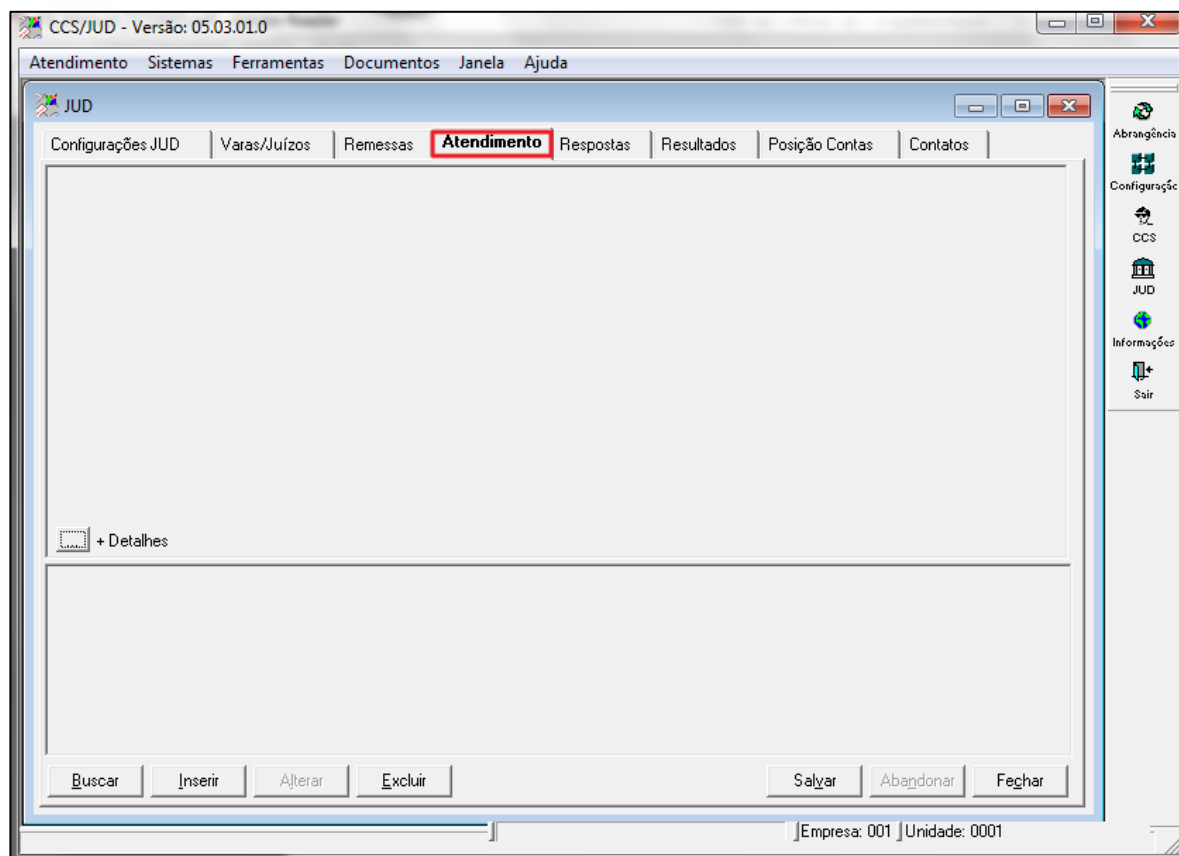 CCS/JUD - Versão: 05.03.01.0
Atendimento Sistemas Ferramentas Documentos Janela Ajuda
JUD
Configurações JUD Varas/Juízos Remessas Atendimento Respostas Resultados Posição Contas Contatos
Abrangência
Configuraçãc
CCS
JUD
Informações
Sair
... + Detalhes
Buscar Inserir Alterar Excluir Salvar Abandonar Fechar
Empresa: 001 Unidade: 0001